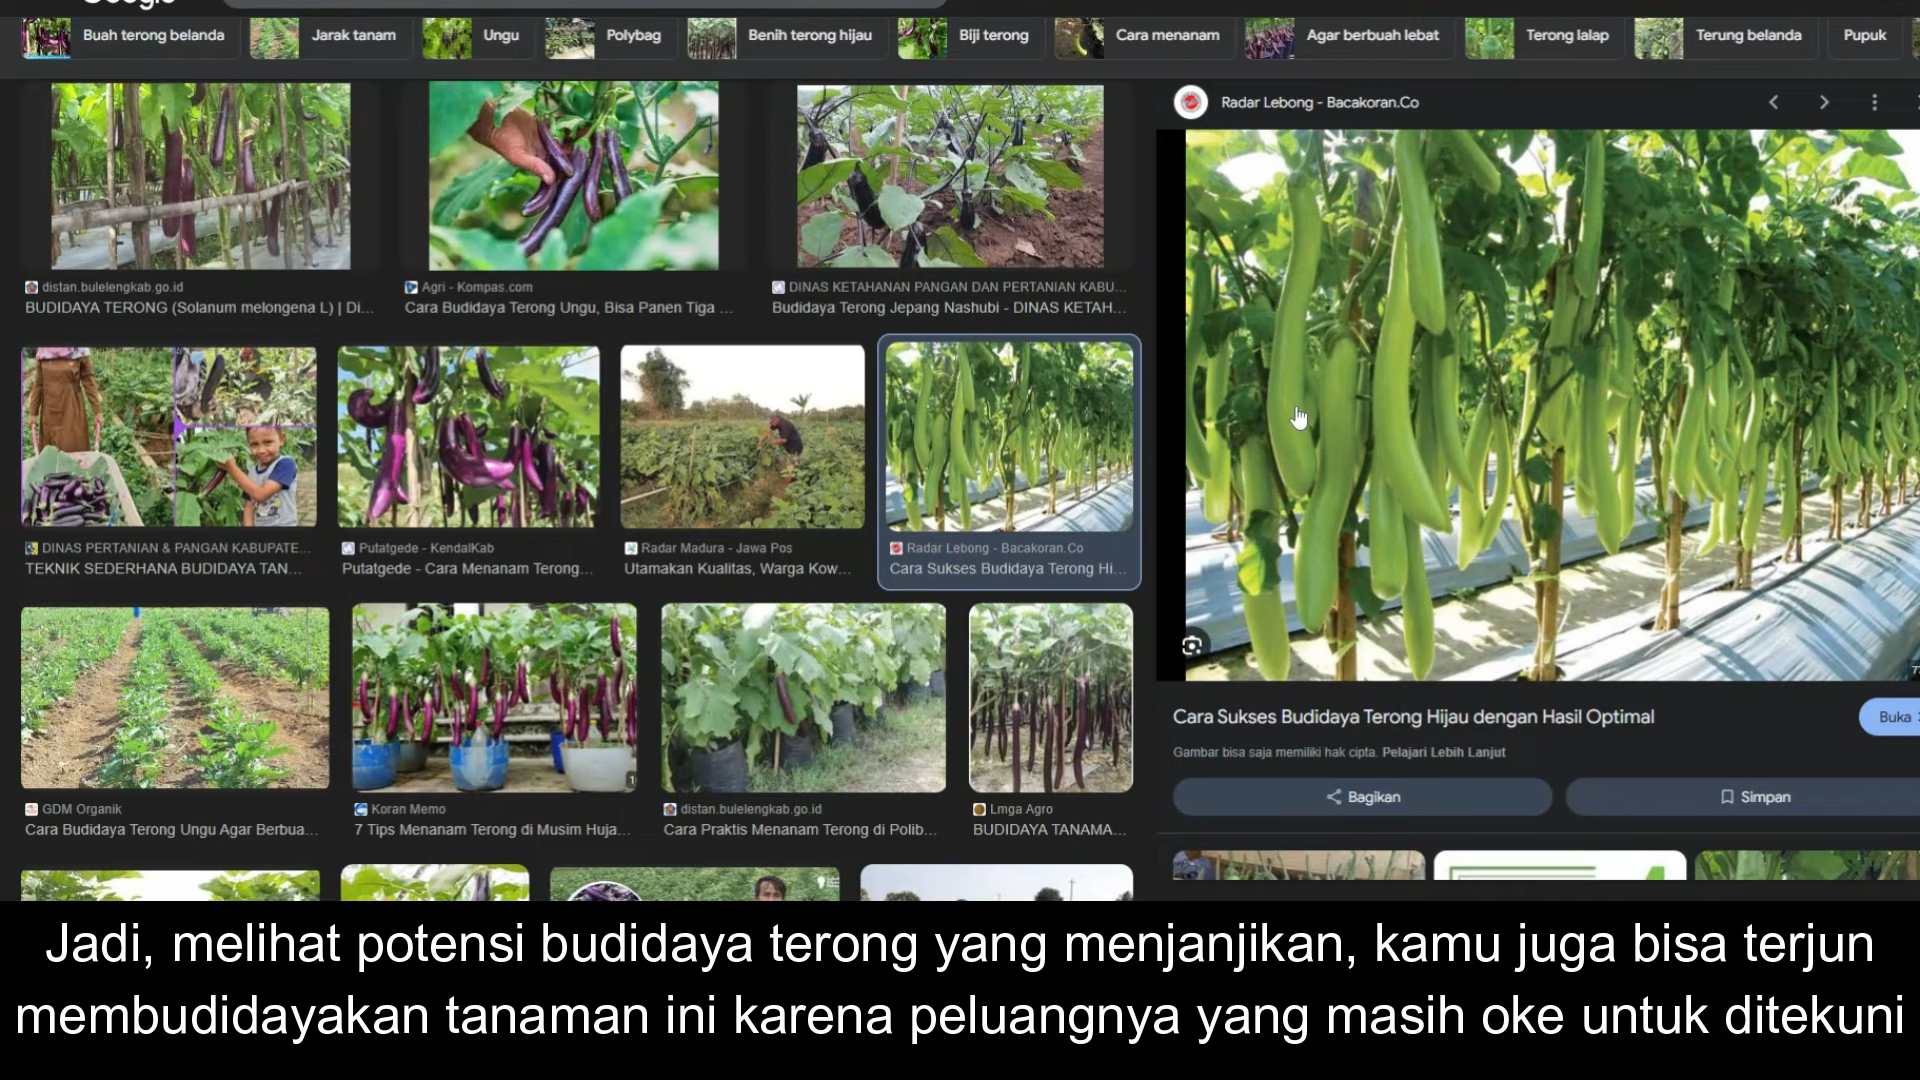 Buah terong belanda
Jarak tanam
Ungu
Polybag
Benih terong hijau
Biji terong
Cara menanam
Agar berbuah lebat
Terong lalap
Terung belanda
Pupuk
Radar Lebong - Bacakoran.Co
distan.bulelengkab.go.id
BUDIDAYA TERONG (Solanum melongena L) | Di...
Agri - Kompas.com
Cara Budidaya Terong Ungu, Bisa Panen Tiga ...
DINAS KETAHANAN PANGAN DAN PERTANIAN KABU...
Budidaya Terong Jepang Nashubi - DINAS KETAH...
DINAS PERTANIAN & PANGAN KABUPATE...
TEKNIK SEDERHANA BUDIDAYA TAN...
Putatgede - KendalKab
Putatgede - Cara Menanam Terong...
Radar Madura - Jawa Pos
Utamakan Kualitas, Warga Kow...
Radar Lebong - Bacakoran.Co
Cara Sukses Budidaya Terong Hi...
Cara Sukses Budidaya Terong Hijau dengan Hasil Optimal
Buka
Gambar bisa saja memiliki hak cipta. Pelajari Lebih Lanjut
Bagikan
Simpan
GDM Organik
Cara Budidaya Terong Ungu Agar Berbua...
Koran Memo
7 Tips Menanam Terong di Musim Huja...
distan.bulelengkab.go.id
Cara Praktis Menanam Terong di Polib...
Lmga Agro
BUDIDAYA TANAMA...
Jadi, melihat potensi budidaya terong yang menjanjikan, kamu juga bisa terjun
membudidayakan tanaman ini karena peluangnya yang masih oke untuk ditekuni